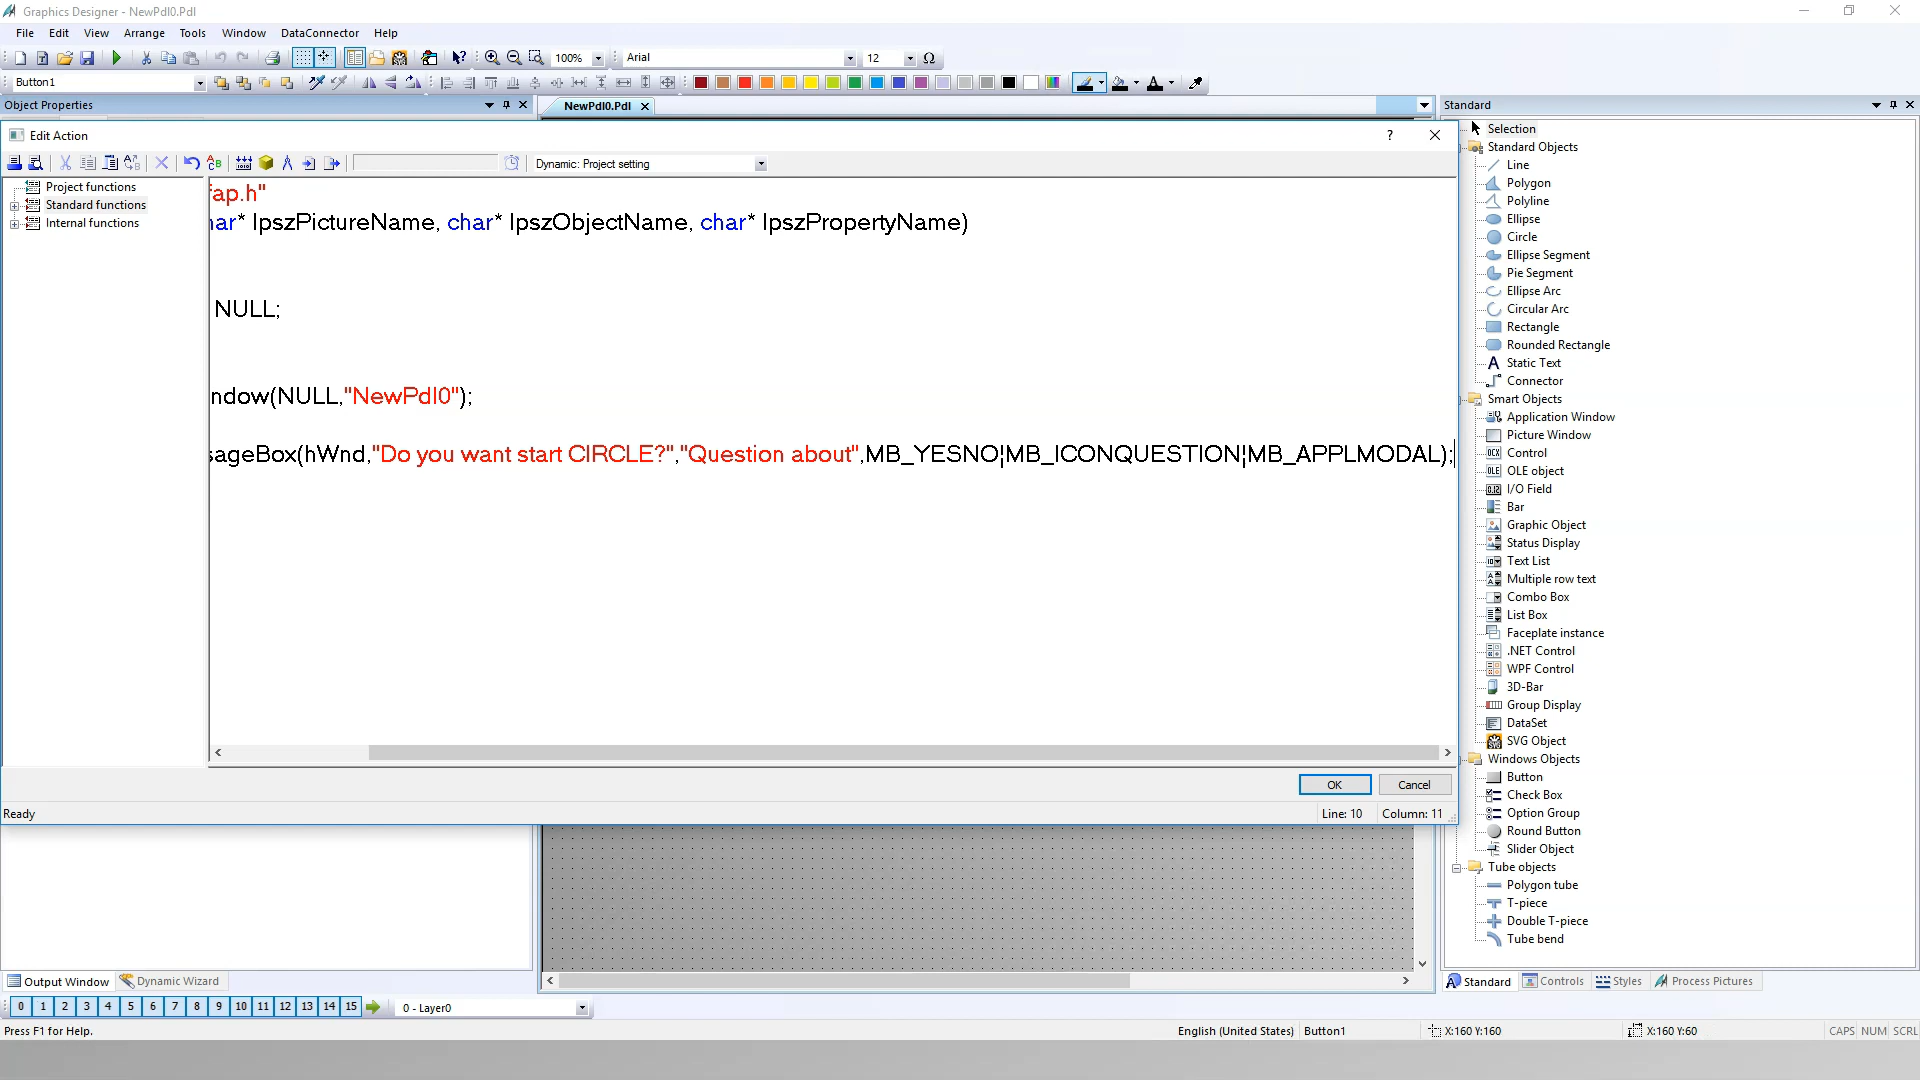 Graphics Designer - NewPdl0.Pdl
File Edit View Arrange Tools Window DataConnector Help
100% Arial 12 Ω
Button1
Object Properties
NewPdl0.Pdl
Standard
Edit Action
?
Dynamic: Project setting
Project functions
Standard functions
Internal functions
fap.h"
har* lpszPictureName, char* lpszObjectName, char* lpszPropertyName)
NULL;
ndow(NULL,"NewPdl0");
sageBox(hWnd,"Do you want start CIRCLE?","Question about",MB_YESNO¦MB_ICONQUESTION¦MB_APPLMODAL);
OK Cancel
Ready
Line: 10 Column: 11
Selection
Standard Objects
Line
Polygon
Polyline
Ellipse
Circle
Ellipse Segment
Pie Segment
Ellipse Arc
Circular Arc
Rectangle
Rounded Rectangle
Static Text
Connector
Smart Objects
Application Window
Picture Window
Control
OLE object
I/O Field
Bar
Graphic Object
Status Display
Text List
Multiple row text
Combo Box
List Box
Faceplate instance
.NET Control
WPF Control
3D-Bar
Group Display
DataSet
SVG Object
Windows Objects
Button
Check Box
Option Group
Round Button
Slider Object
Tube objects
Polygon tube
T-piece
Double T-piece
Tube bend
Output Window Dynamic Wizard
Standard Controls Styles Process Pictures
0 1 2 3 4 5 6 7 8 9 10 11 12 13 14 15 0 - Layer0
Press F1 for Help. English (United States) Button1 X:160 Y:160 X:160 Y:60 CAPS NUM SCRL